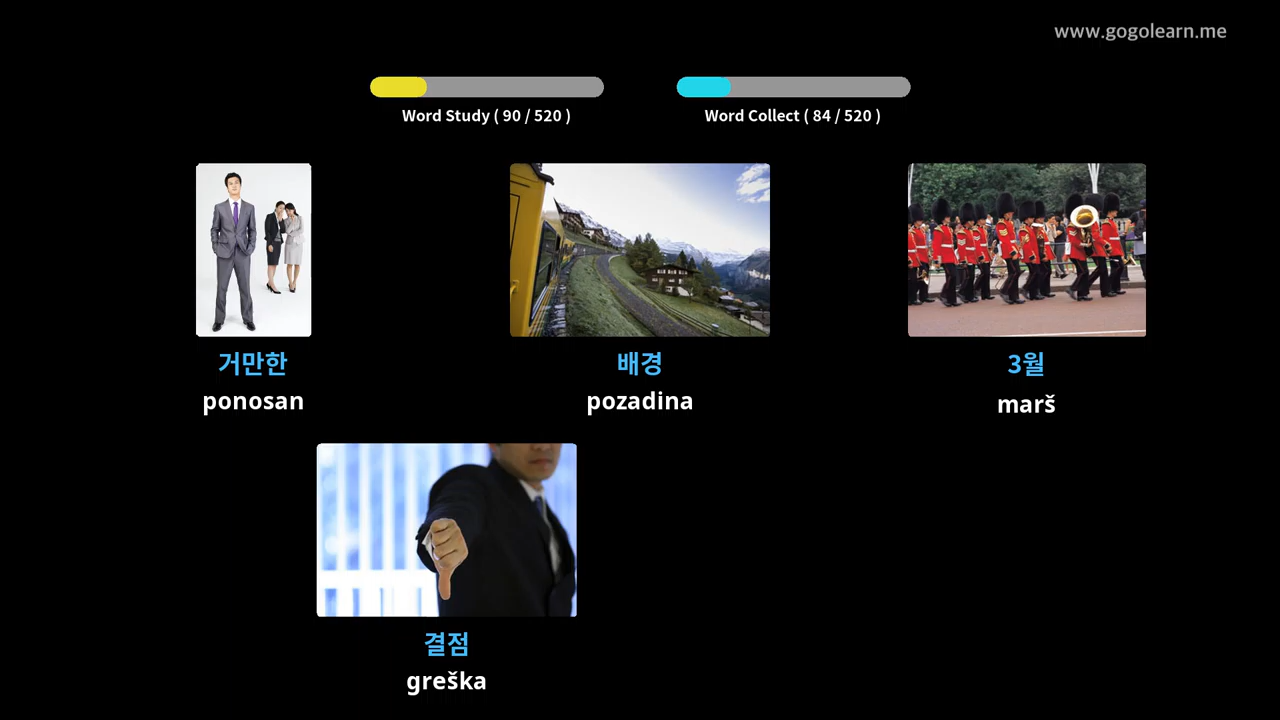 www.gogolearn.me
Word Study ( 90 / 520 )
Word Collect ( 84 / 520 )
거만한
ponosan
배경
pozadina
3월
marš
결점
greška